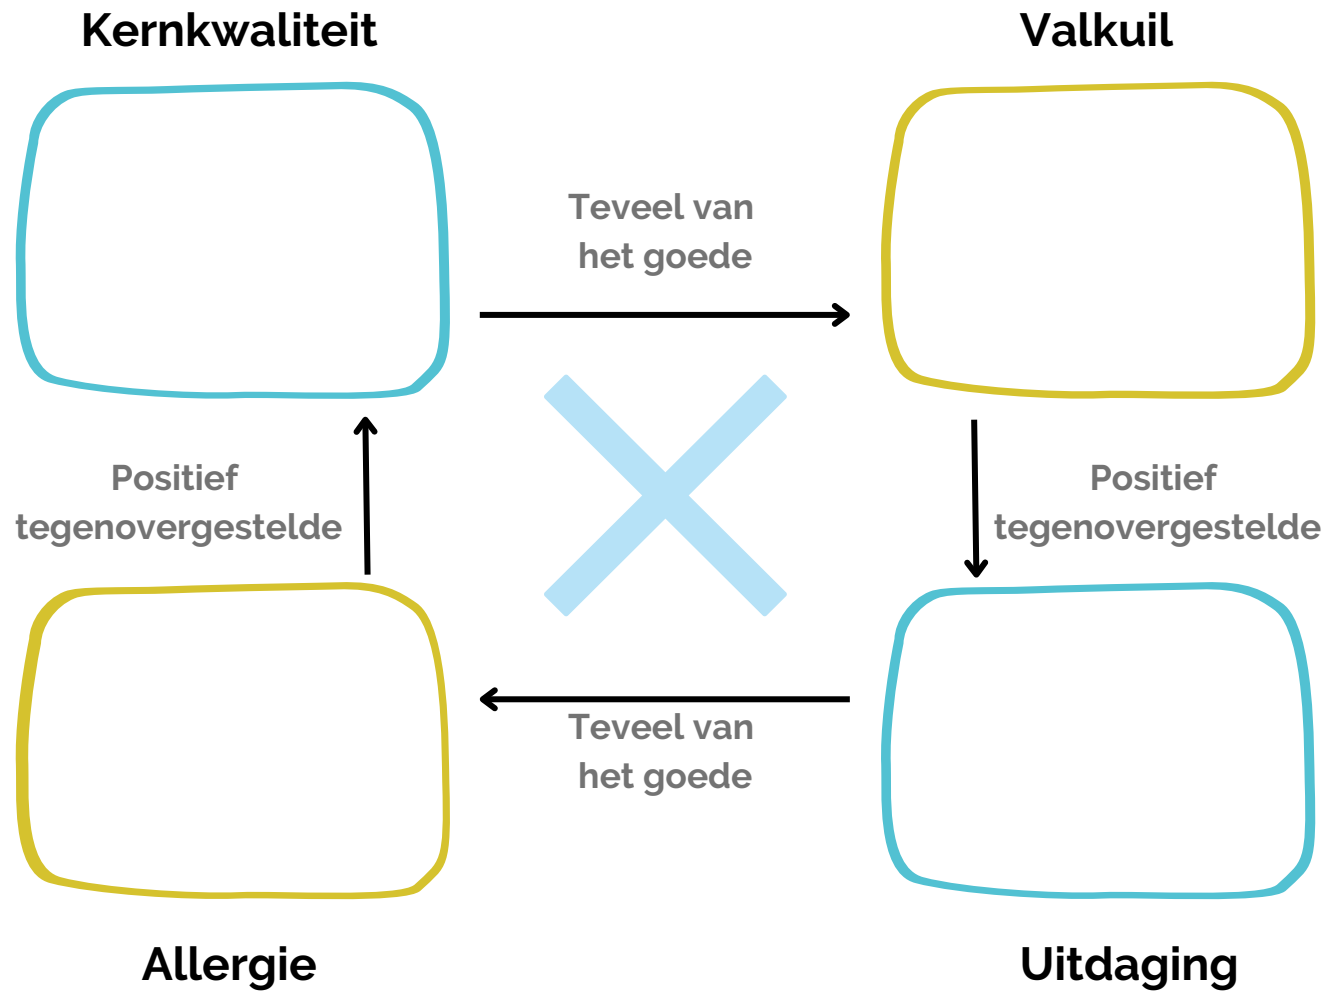 Kernkwaliteit
Valkuil
Teveel van
het goede
Positief
tegenovergestelde
Positief
tegenovergestelde
Teveel van
het goede
Allergie
Uitdaging